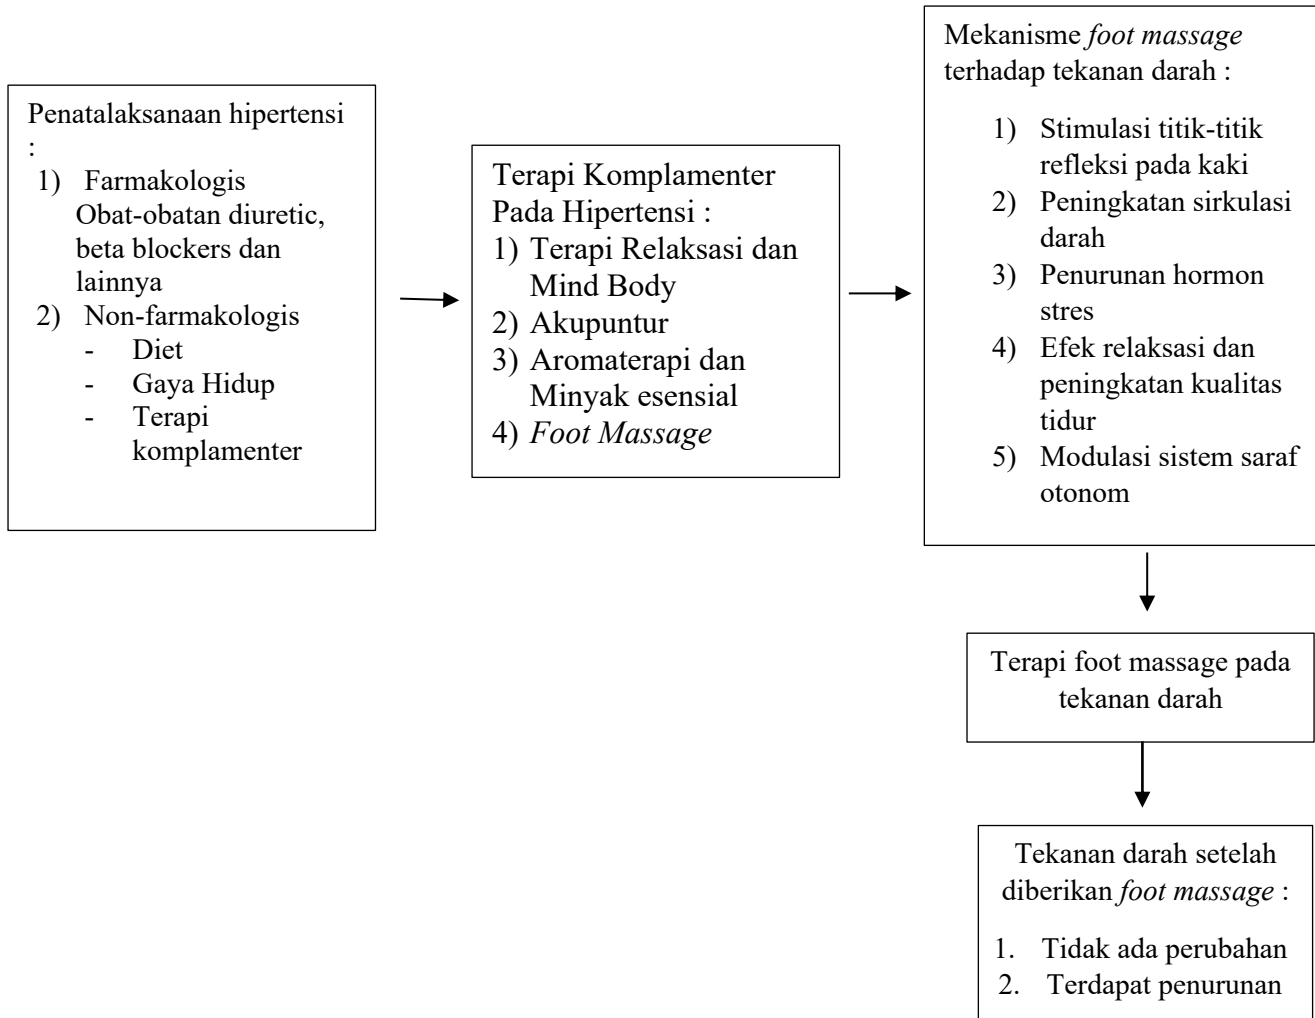 Penatalaksanaan hipertensi
:
1) Farmakologis
Obat-obatan diuretic,
beta blockers dan
lainnya
2) Non-farmakologis
- Diet
- Gaya Hidup
- Terapi
komplamenter
Terapi Komplamenter
Pada Hipertensi :
1) Terapi Relaksasi dan
Mind Body
2) Akupuntur
3) Aromaterapi dan
Minyak esensial
4) Foot Massage
Mekanisme foot massage
terhadap tekanan darah :
1) Stimulasi titik-titik
refleksi pada kaki
2) Peningkatan sirkulasi
darah
3) Penurunan hormon
stres
4) Efek relaksasi dan
peningkatan kualitas
tidur
5) Modulasi sistem saraf
otonom
Terapi foot massage pada
tekanan darah
Tekanan darah setelah
diberikan foot massage :
1. Tidak ada perubahan
2. Terdapat penurunan